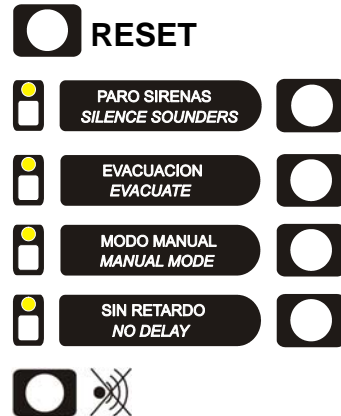 RESET
PARO SIRENAS
SILENCE SOUNDERS
EVACUACION
EVACUATE
MODO MANUAL
MANUAL MODE
SIN RETARDO
NO DELAY